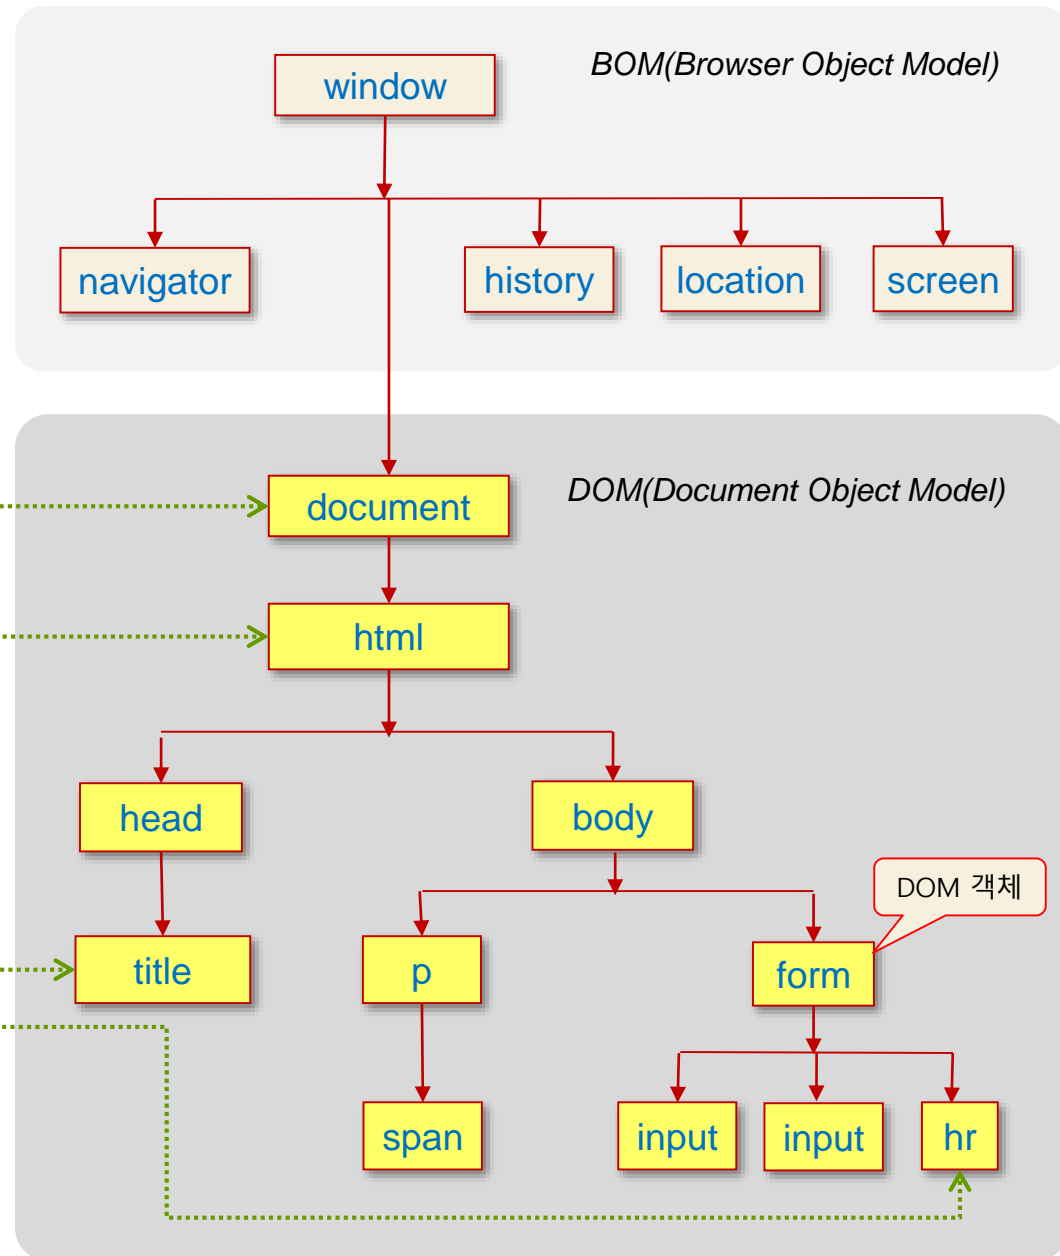 BOM(Browser Object Model)
window
navigator
history
location
screen
DOM(Document Object Model)
document
html
head
body
DOM 객체
title
p
form
span
input
input
hr